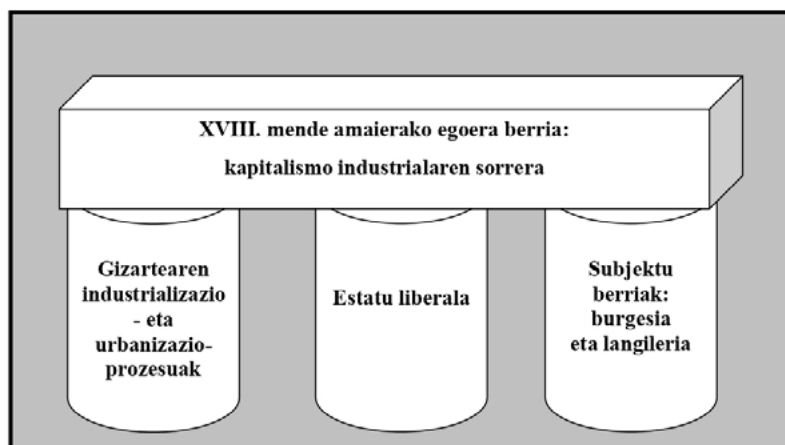 XVIII. mende amaierako egoera berria:
kapitalismo industrialaren sorrera
Gizartearen
industrializazio
- eta
urbanizazio-
prozesuak
Estatu liberala
Subjektu
berriak:
burgesia
eta langileria